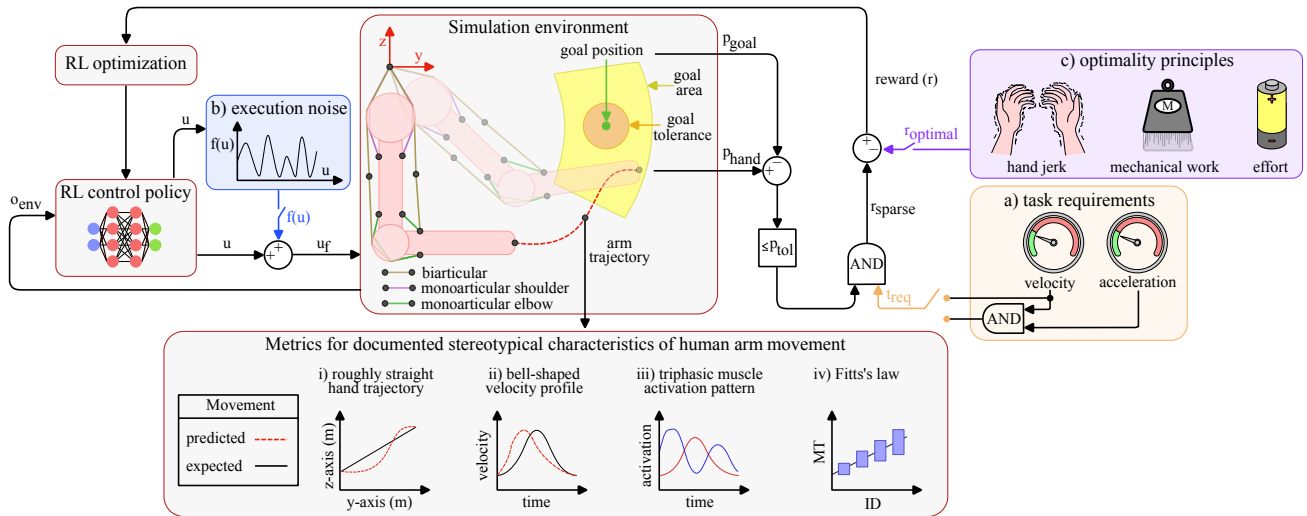 Simulation environment
z
y
goal position
goal
area
goal
tolerance
arm
trajectory
biarticular
monoarticular shoulder
monoarticular elbow
RL optimization
b) execution noise
f(u)
u
u
RL control policy
o_env
f(u)
u
+
+
u_f
p_goal
p_hand
−
+
≤p_tol
AND
r_sparse
+
−
reward (r)
r_optimal
c) optimality principles
M
+
-
hand jerk
mechanical work
effort
a) task requirements
velocity
acceleration
AND
t_req
Metrics for documented stereotypical characteristics of human arm movement
Movement
predicted
expected
i) roughly straight
hand trajectory
z-axis (m)
y-axis (m)
ii) bell-shaped
velocity profile
velocity
time
iii) triphasic muscle
activation pattern
activation
time
iv) Fitts's law
MT
ID